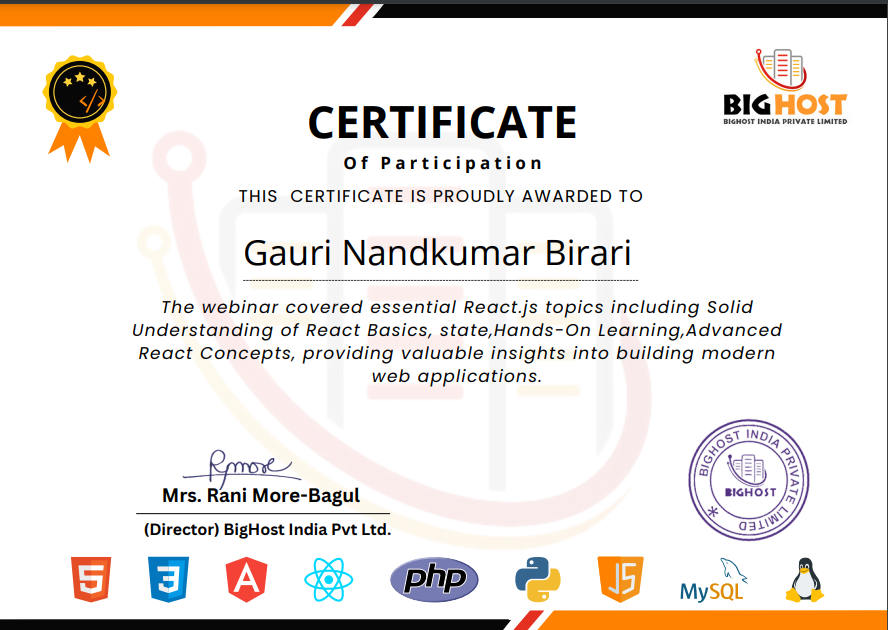 BIGHOST
BIGHOST INDIA PRIVATE LIMITED
CERTIFICATE
Of Participation
THIS CERTIFICATE IS PROUDLY AWARDED TO
Gauri Nandkumar Birari
The webinar covered essential React.js topics including Solid
Understanding of React Basics, state,Hands-On Learning,Advanced
React Concepts, providing valuable insights into building modern
web applications.
BIGHOST INDIA PRIVATE LIMITED
BIGHOST
Rmore
Mrs. Rani More-Bagul
(Director) BigHost India Pvt Ltd.
5
3
A
php
JS
MySQL